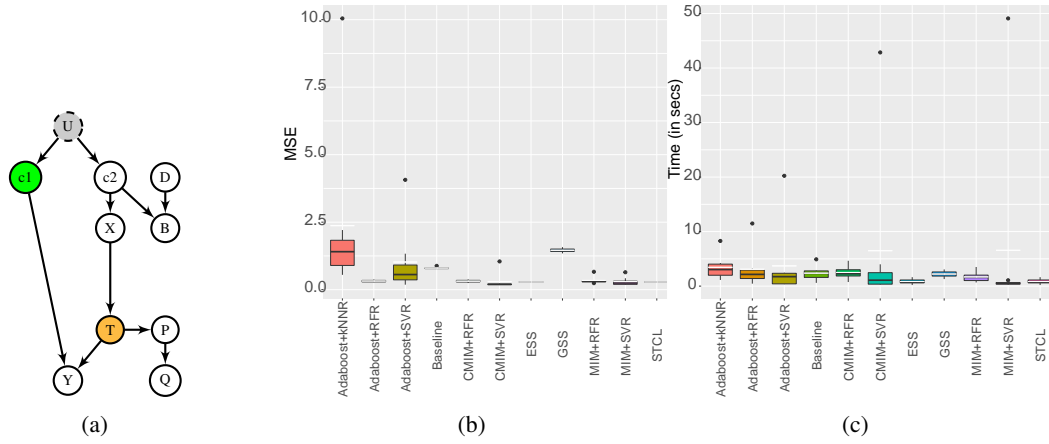 U
c1
c2
D
X
B
T
P
Y
Q
(a)
MSE
10.0
7.5
5.0
2.5
0.0
Adaboost+kNNR
Adaboost+RFR
Adaboost+SVR
Baseline
CMIM+RFR
CMIM+SVR
ESS
GSS
MIM+RFR
MIM+SVR
STCL
(b)
Time (in secs)
50
40
30
20
10
0
Adaboost+kNNR
Adaboost+RFR
Adaboost+SVR
Baseline
CMIM+RFR
CMIM+SVR
ESS
GSS
MIM+RFR
MIM+SVR
STCL
(c)